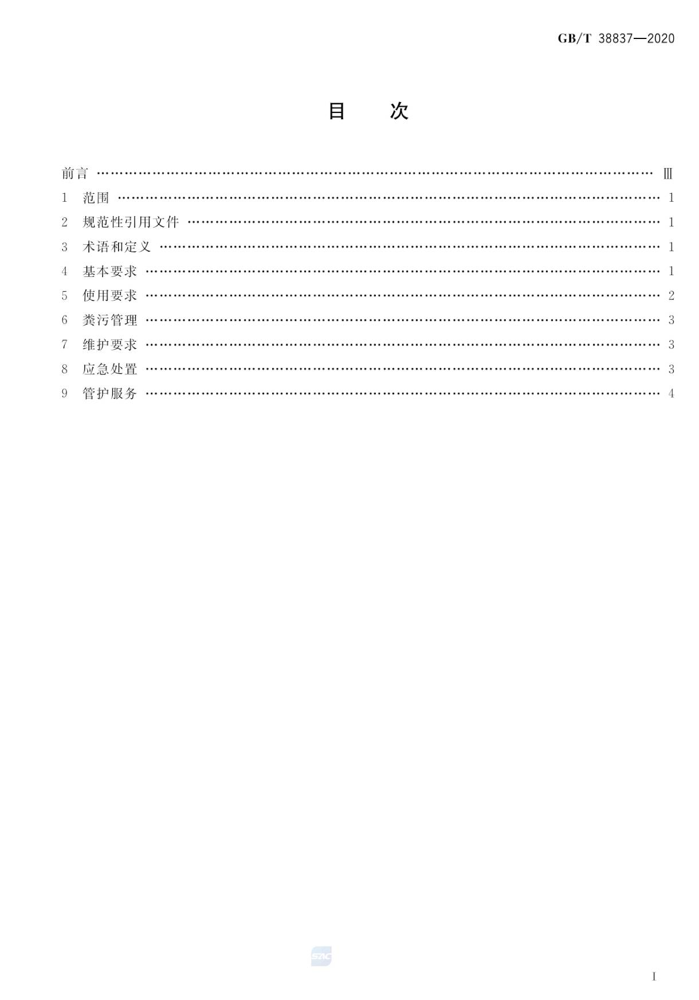 GB/T 38837—2020
目 次
前言 ………………………………………………………………………………………………………… Ⅲ
1 范围 ……………………………………………………………………………………………………… 1
2 规范性引用文件 ………………………………………………………………………………………… 1
3 术语和定义 ……………………………………………………………………………………………… 1
4 基本要求 ………………………………………………………………………………………………… 1
5 使用要求 ………………………………………………………………………………………………… 2
6 粪污管理 ………………………………………………………………………………………………… 3
7 维护要求 ………………………………………………………………………………………………… 3
8 应急处置 ………………………………………………………………………………………………… 3
9 管护服务 ………………………………………………………………………………………………… 4
SAC
I